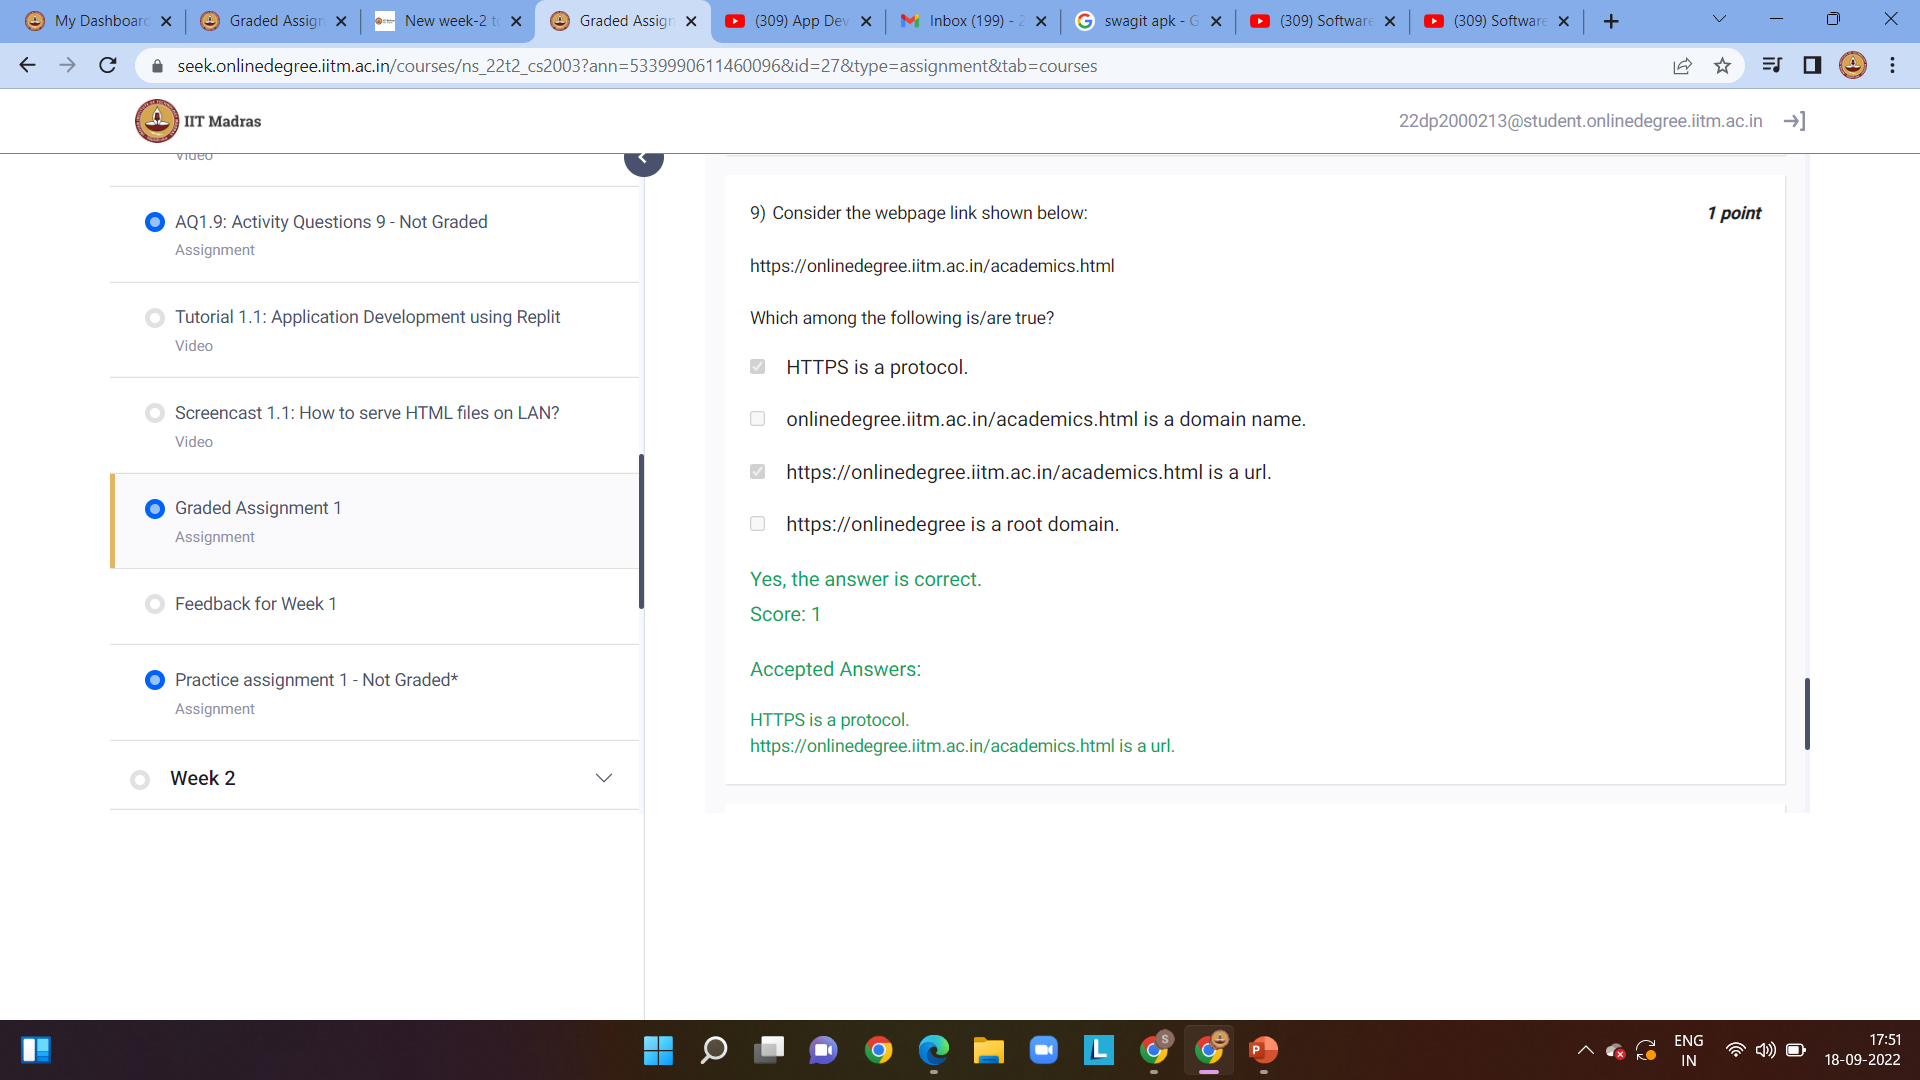 My Dashboard
Graded Assign
New week-2 t
Graded Assign
(309) App Dev
Inbox (199) - 2
swagit apk - G
(309) Software
(309) Software
seek.onlinedegree.iitm.ac.in/courses/ns_22t2_cs2003?ann=5339990611460096&id=27&type=assignment&tab=courses
IIT Madras
22dp2000213@student.onlinedegree.iitm.ac.in
Video
AQ1.9: Activity Questions 9 - Not Graded
Assignment
Tutorial 1.1: Application Development using Replit
Video
Screencast 1.1: How to serve HTML files on LAN?
Video
Graded Assignment 1
Assignment
Feedback for Week 1
Practice assignment 1 - Not Graded*
Assignment
Week 2
9) Consider the webpage link shown below:
1 point
https://onlinedegree.iitm.ac.in/academics.html
Which among the following is/are true?
HTTPS is a protocol.
onlinedegree.iitm.ac.in/academics.html is a domain name.
https://onlinedegree.iitm.ac.in/academics.html is a url.
https://onlinedegree is a root domain.
Yes, the answer is correct.
Score: 1
Accepted Answers:
HTTPS is a protocol.
https://onlinedegree.iitm.ac.in/academics.html is a url.
ENG
IN
17:51
18-09-2022